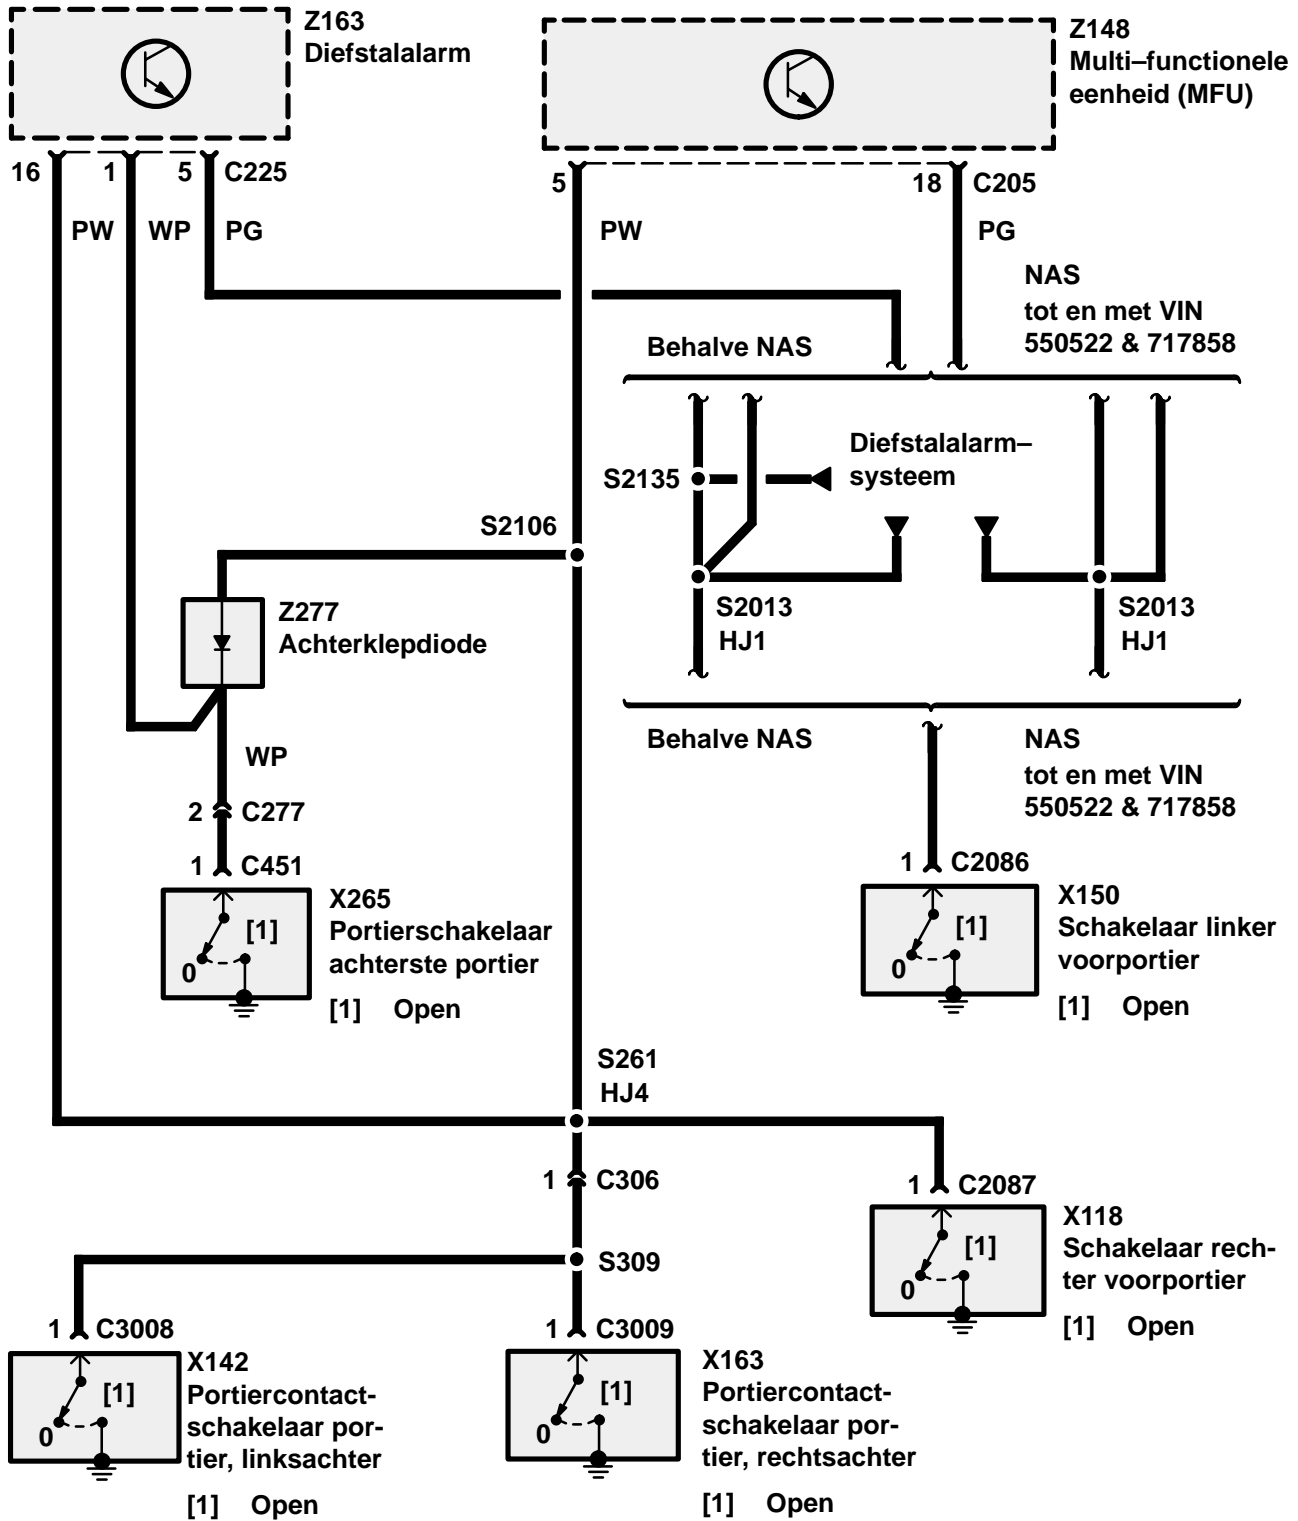 Z163
Diefstalalarm
Z148
Multi–functionele
eenheid (MFU)
16
1
5
C225
5
18
C205
PW
WP
PG
PW
PG
NAS
tot en met VIN
550522 & 717858
Behalve NAS
Diefstalalarm–
systeem
S2135
S2106
S2013
HJ1
S2013
HJ1
Z277
Achterklepdiode
Behalve NAS
NAS
tot en met VIN
550522 & 717858
WP
2
C277
1
C451
X265
Portierschakelaar
achterste portier
[1] Open
[1]
0
1
C2086
X150
Schakelaar linker
voorportier
[1] Open
[1]
0
S261
HJ4
1
C306
1
C2087
X118
Schakelaar rech-
ter voorportier
[1] Open
[1]
0
S309
1
C3008
X142
Portiercontact-
schakelaar por-
tier, linksachter
[1] Open
[1]
0
1
C3009
X163
Portiercontact-
schakelaar por-
tier, rechtsachter
[1] Open
[1]
0